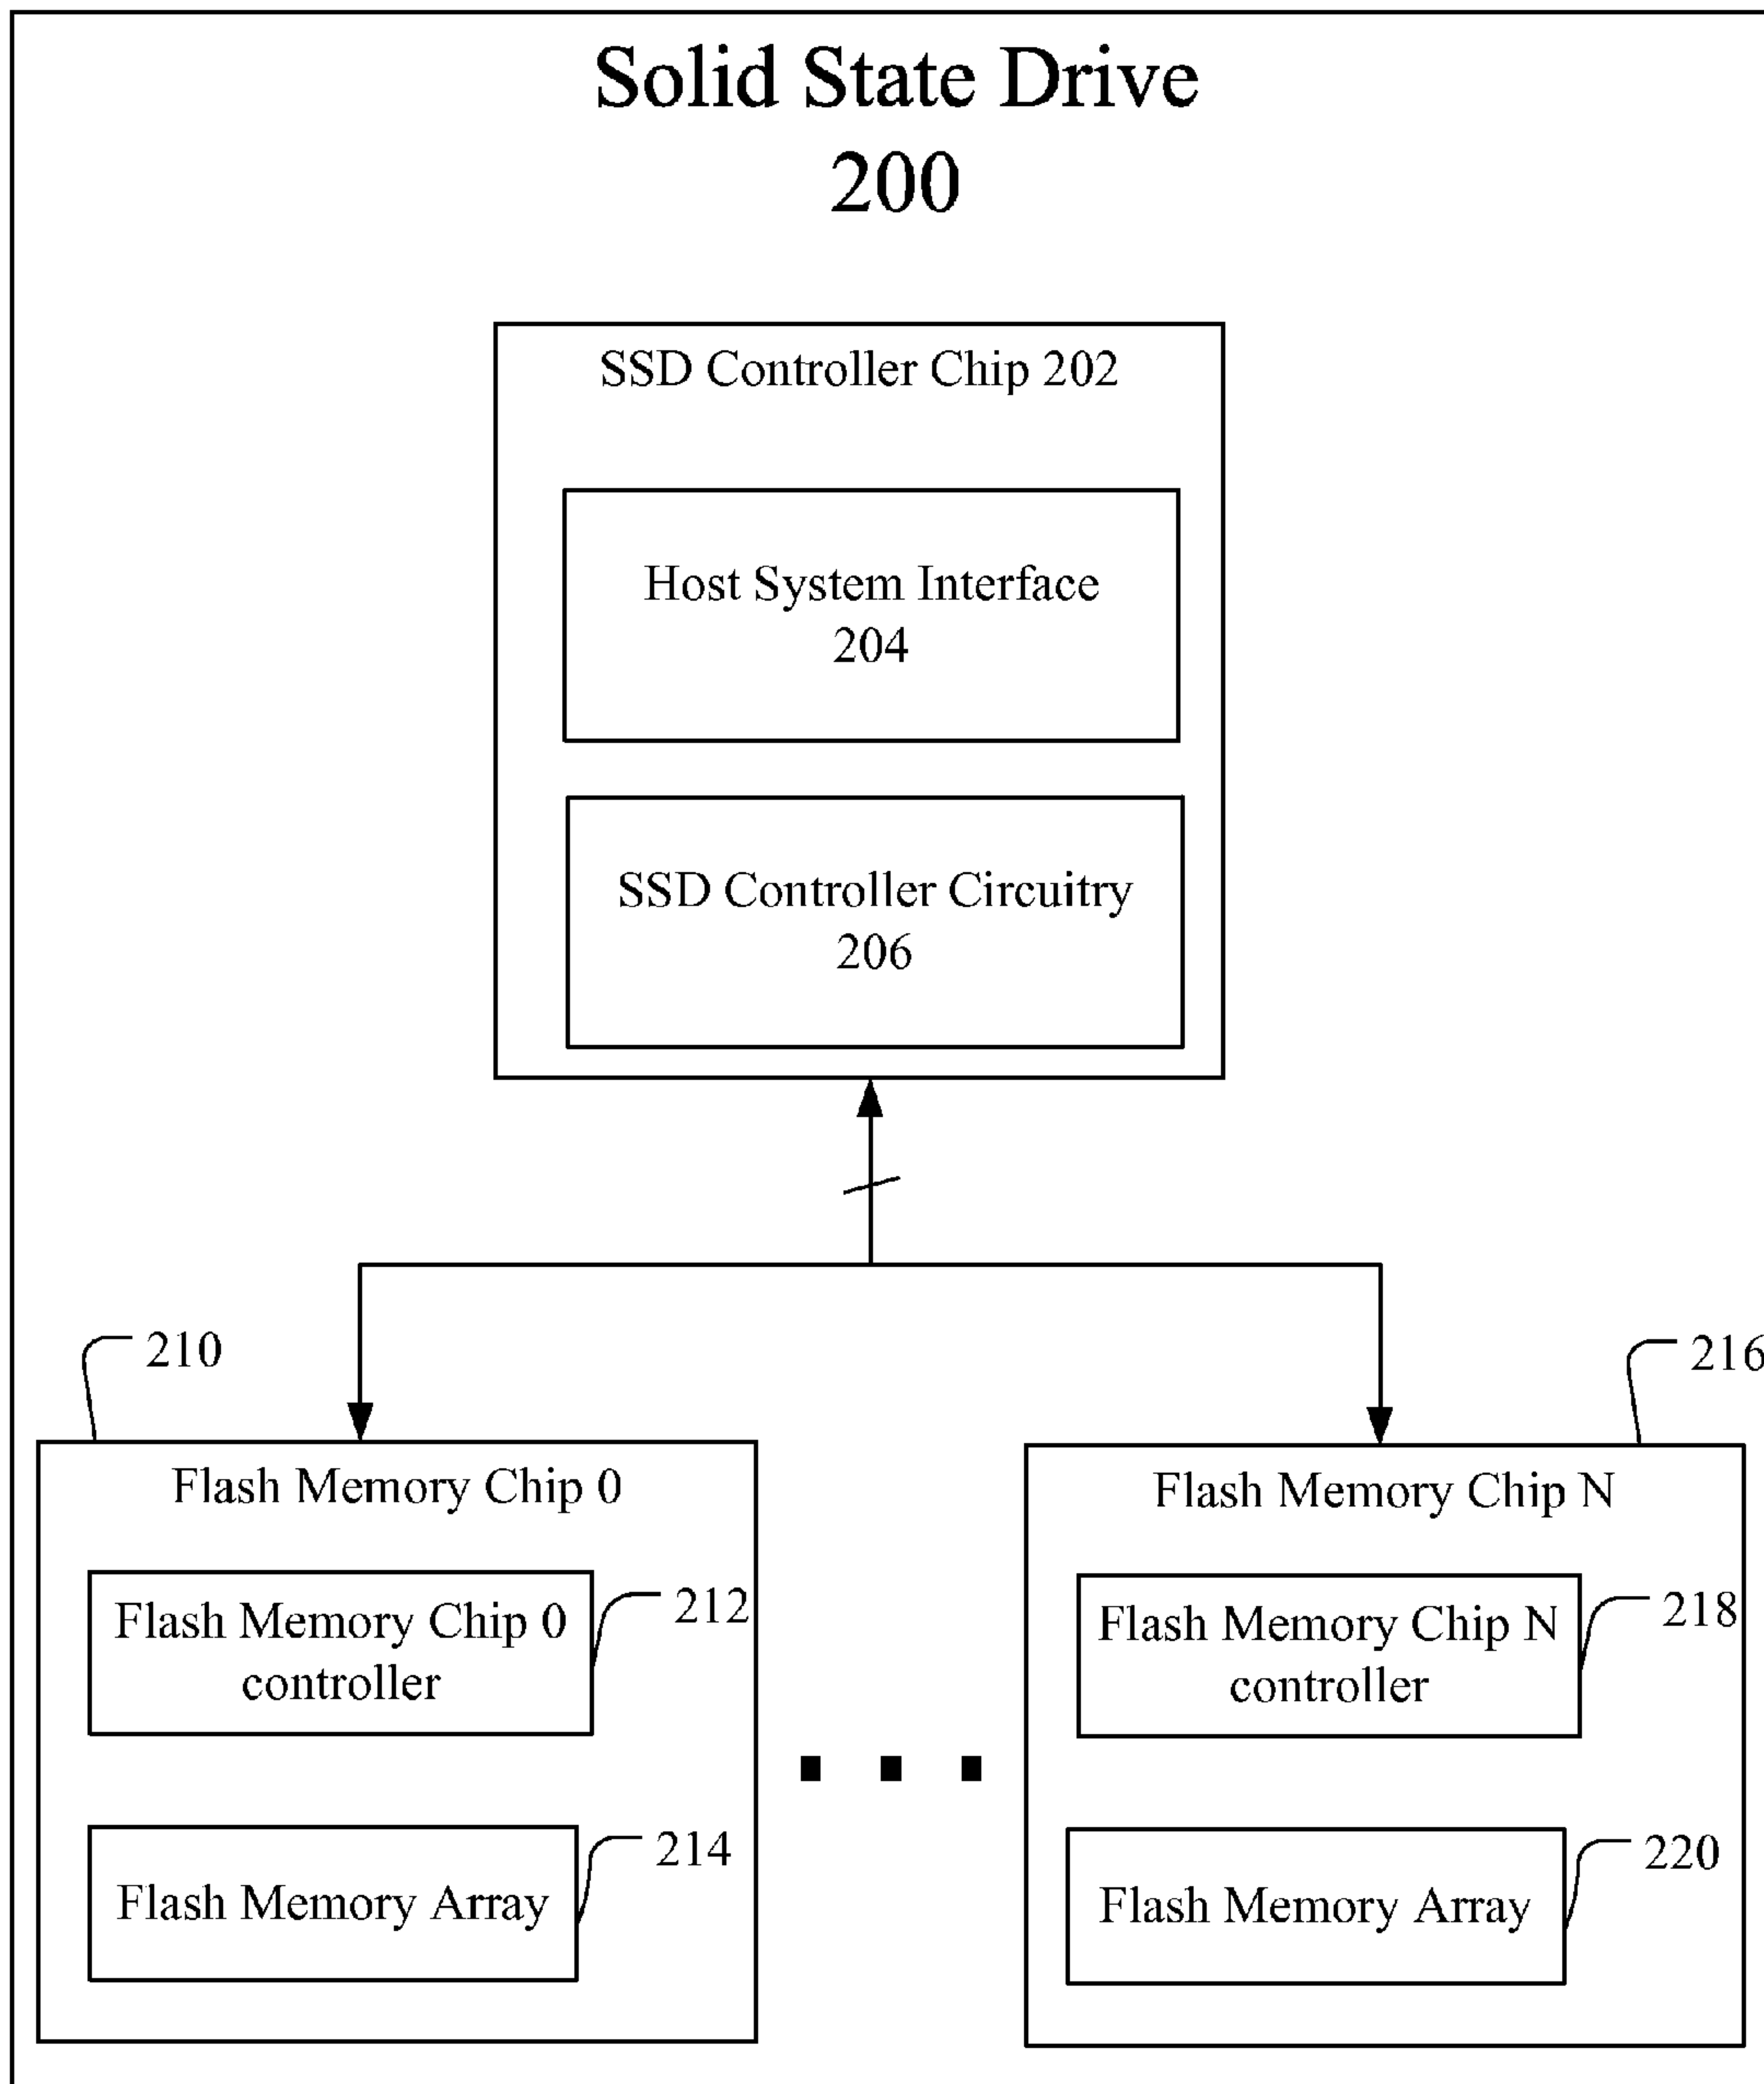 Solid State Drive
200
SSD Controller Chip 202
Host System Interface
204
SSD Controller Circuitry
206
210
216
Flash Memory Chip 0
Flash Memory Chip 0
controller
212
Flash Memory Array
214
Flash Memory Chip N
Flash Memory Chip N
controller
218
Flash Memory Array
220